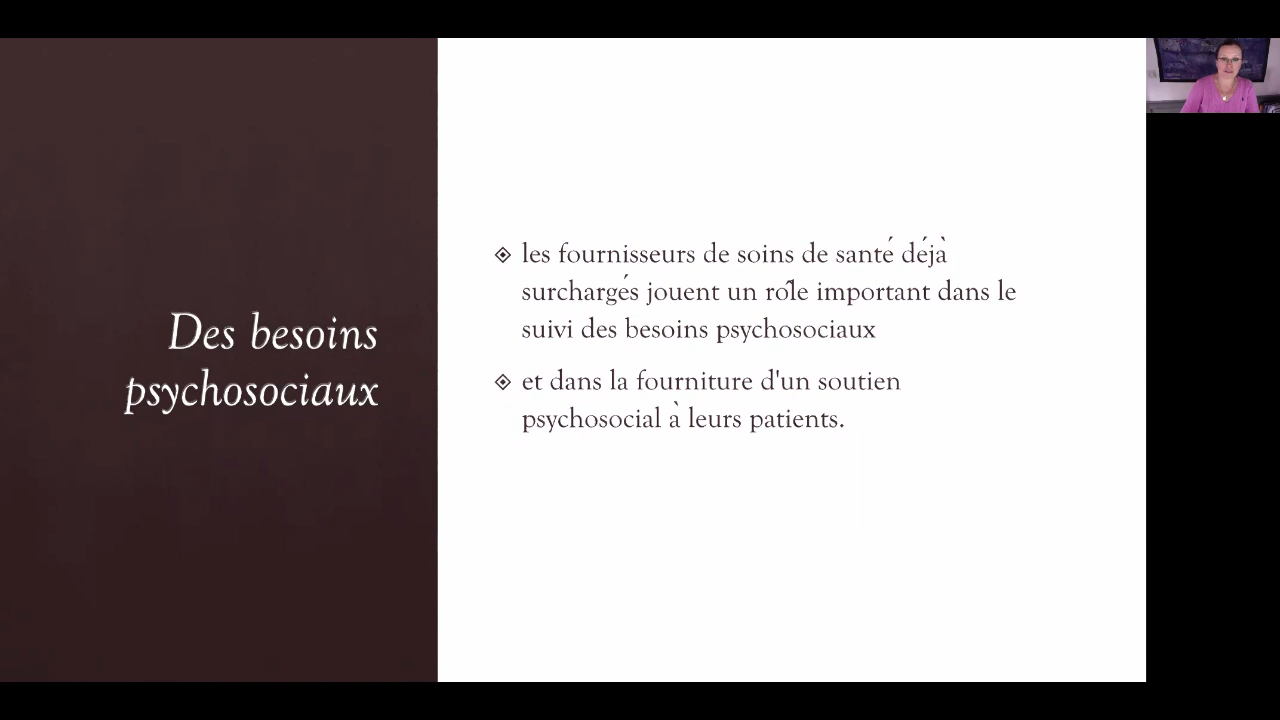 Des besoins
psychosociaux
les fournisseurs de soins de santé déjà
surchargés jouent un rôle important dans le
suivi des besoins psychosociaux
et dans la fourniture d'un soutien
psychosocial à leurs patients.